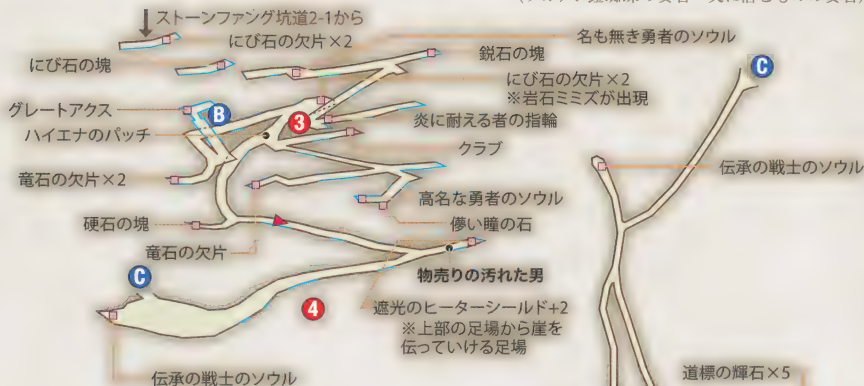 ストーンファング坑道2-1から
にび石の欠片×2
名も無き勇者のソウル
にび石の塊
鋭石の塊
C
にび石の欠片×2
※岩石ミミズが出現
グレートアクス
B
ハイエナのパッチ
3
炎に耐える者の指輪
クラブ
伝承の戦士のソウル
竜石の欠片×2
高名な勇者のソウル
硬石の塊
儚い瞳の石
竜石の欠片
C
物売りの汚れた男
4
遮光のヒーターシールド+2
※上部の足場から崖を
伝っていける足場
伝承の戦士のソウル
道標の輝石×5